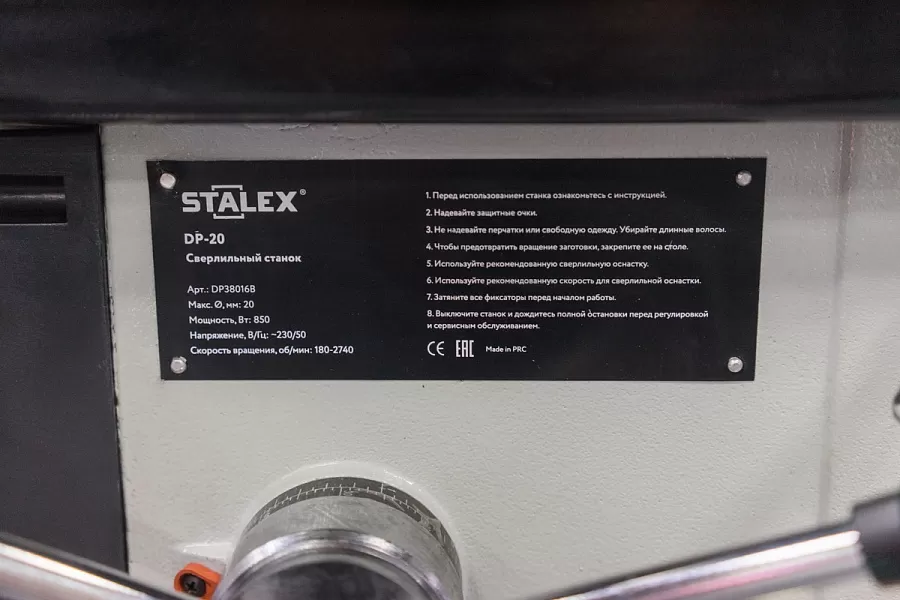 STALEX®
DP-20
Сверлильный станок
Арт.: DP38016B
Макс. Ø, мм: 20
Мощность, Вт: 850
Напряжение, В/Гц: ~230/50
Скорость вращения, об/мин: 180-2740
1. Перед использованием станка ознакомьтесь с инструкцией.
2. Надевайте защитные очки.
3. Не надевайте перчатки или свободную одежду. Убирайте длинные волосы.
4. Чтобы предотвратить вращение заготовки, закрепите ее на столе.
5. Используйте рекомендованную сверлильную оснастку.
6. Используйте рекомендованную скорость для сверлильной оснастки.
7. Затяните все фиксаторы перед началом работы.
8. Выключите станок и дождитесь полной остановки перед регулировкой
и сервисным обслуживанием.
CE EAC Made in PRC